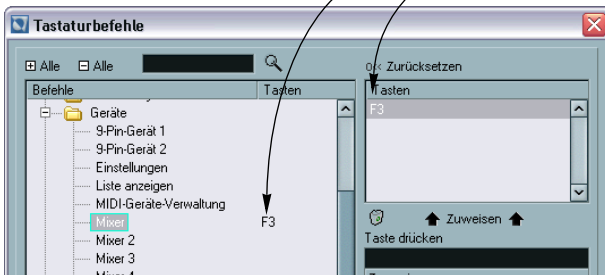 Tastaturbefehle
Alle Alle Zurücksetzen
Befehle Tasten Tasten
Geräte F3
9-Pin-Gerät 1
9-Pin-Gerät 2
Einstellungen
Liste anzeigen
MIDI-Geräte-Verwaltung
Mixer F3 Zuweisen
Mixer 2 Taste drücken
Mixer 3